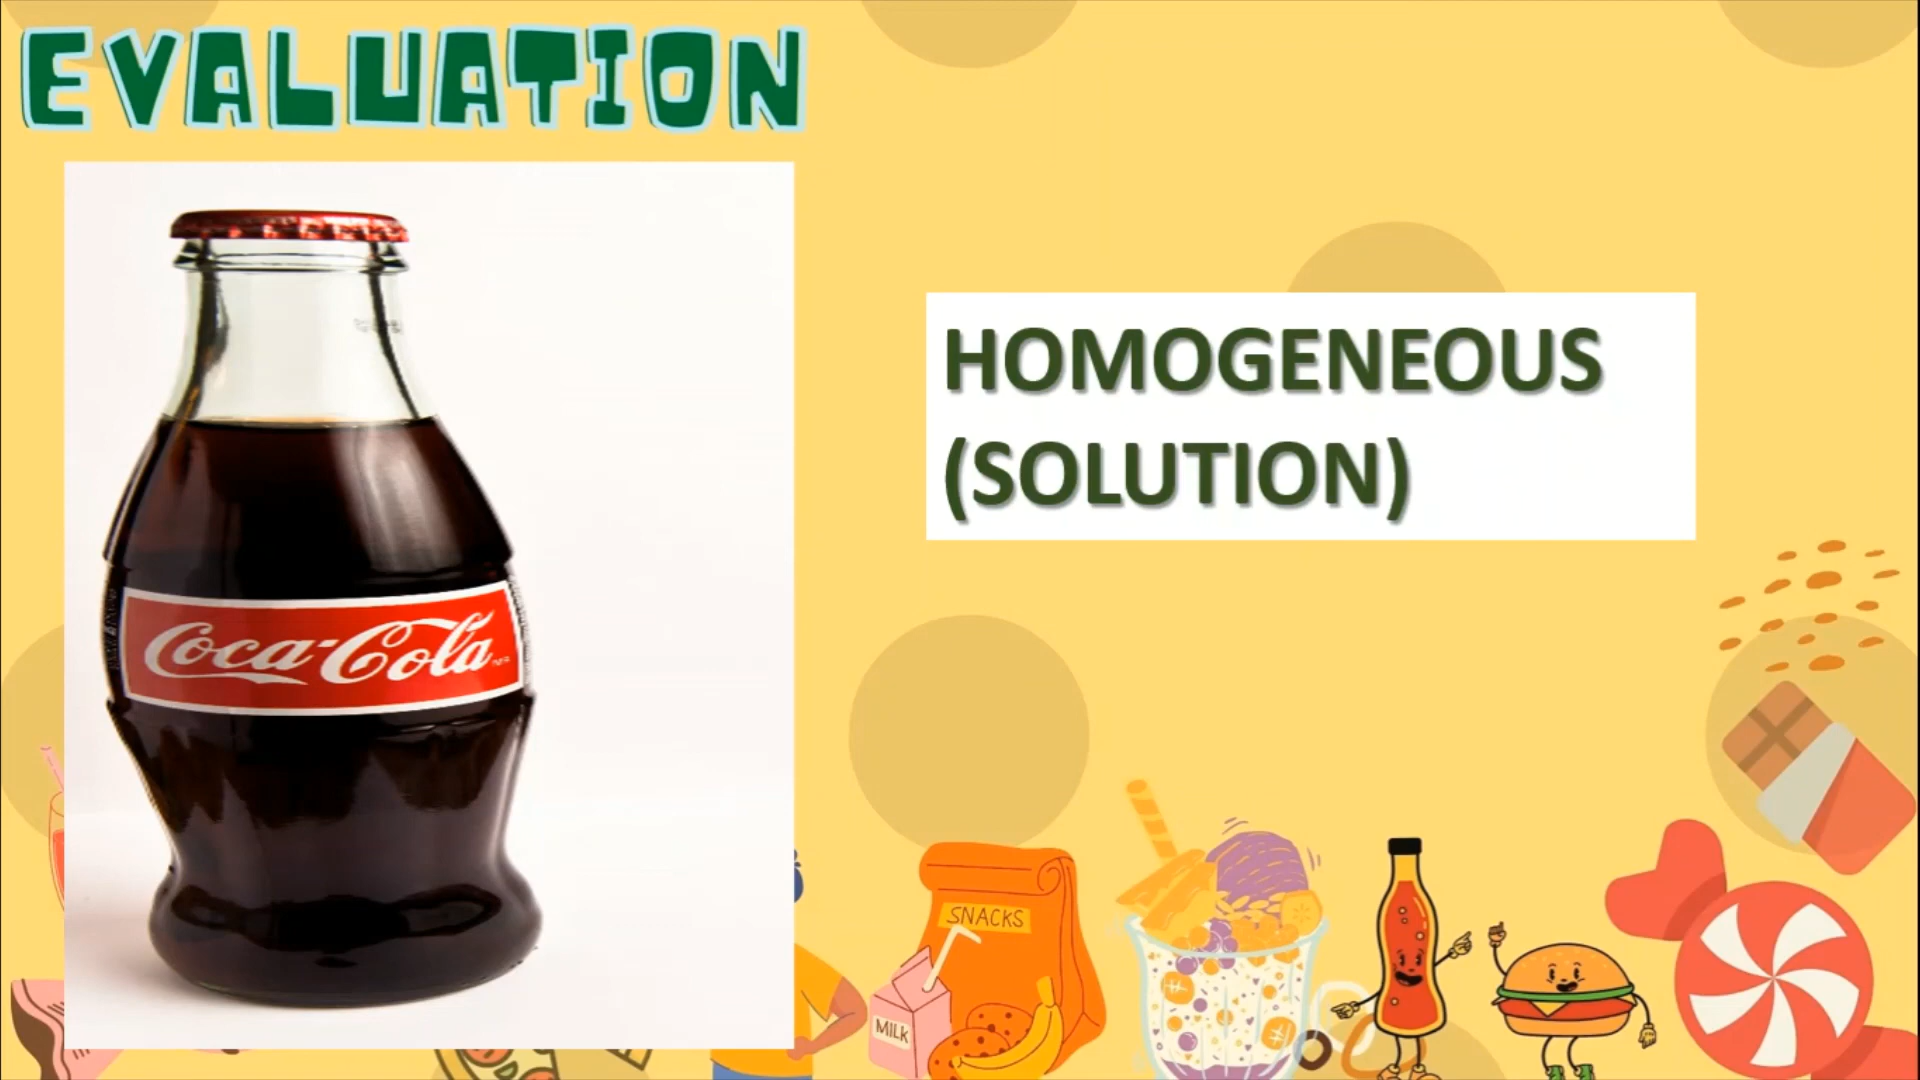 EVALUATION
Coca-Cola
HOMOGENEOUS
(SOLUTION)
SNACKS
MILK